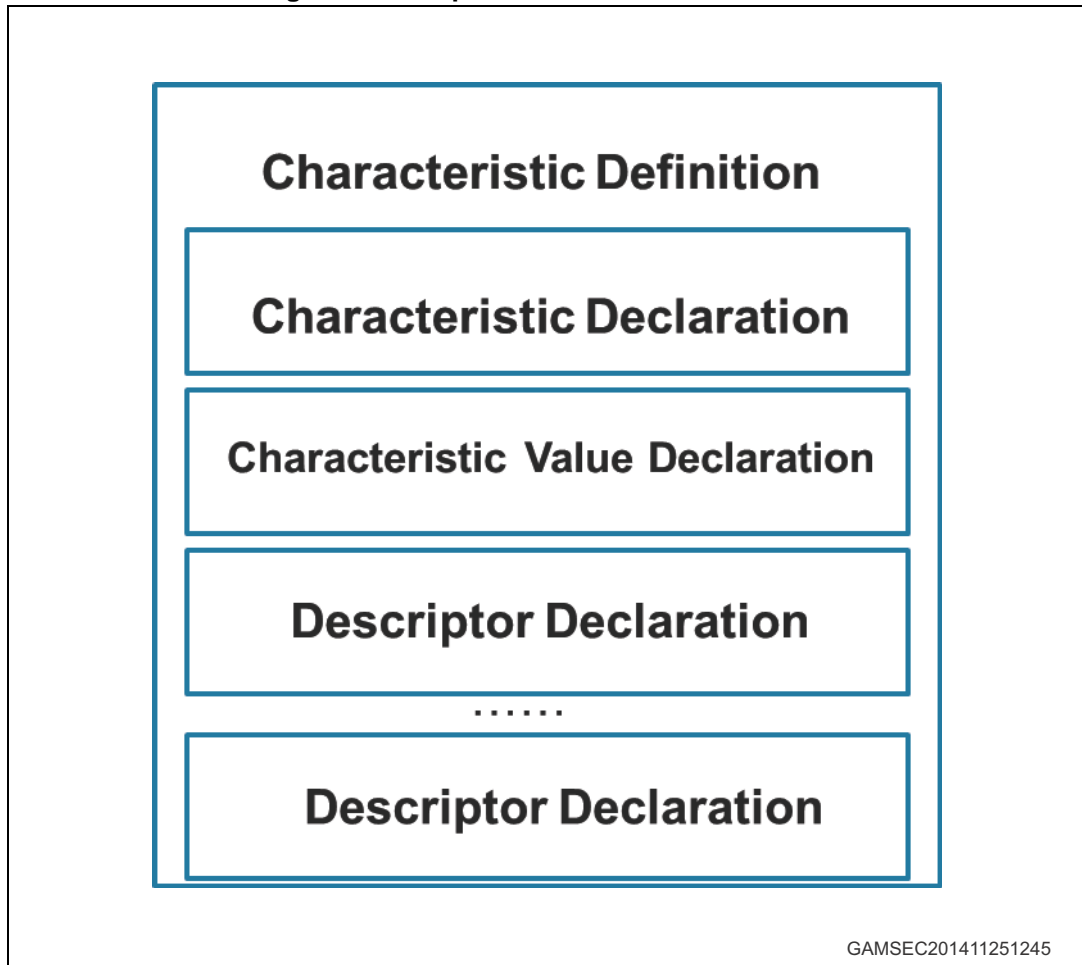 Characteristic Definition
Characteristic Declaration
Characteristic Value Declaration
Descriptor Declaration
......
Descriptor Declaration
GAMSEC201411251245